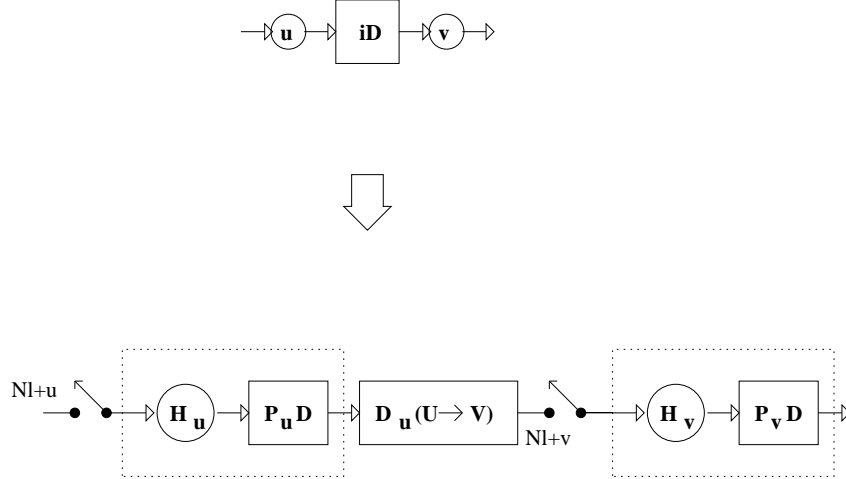 u iD v
Nl+u H u P u D D u (U→ V) Nl+v H v P v D